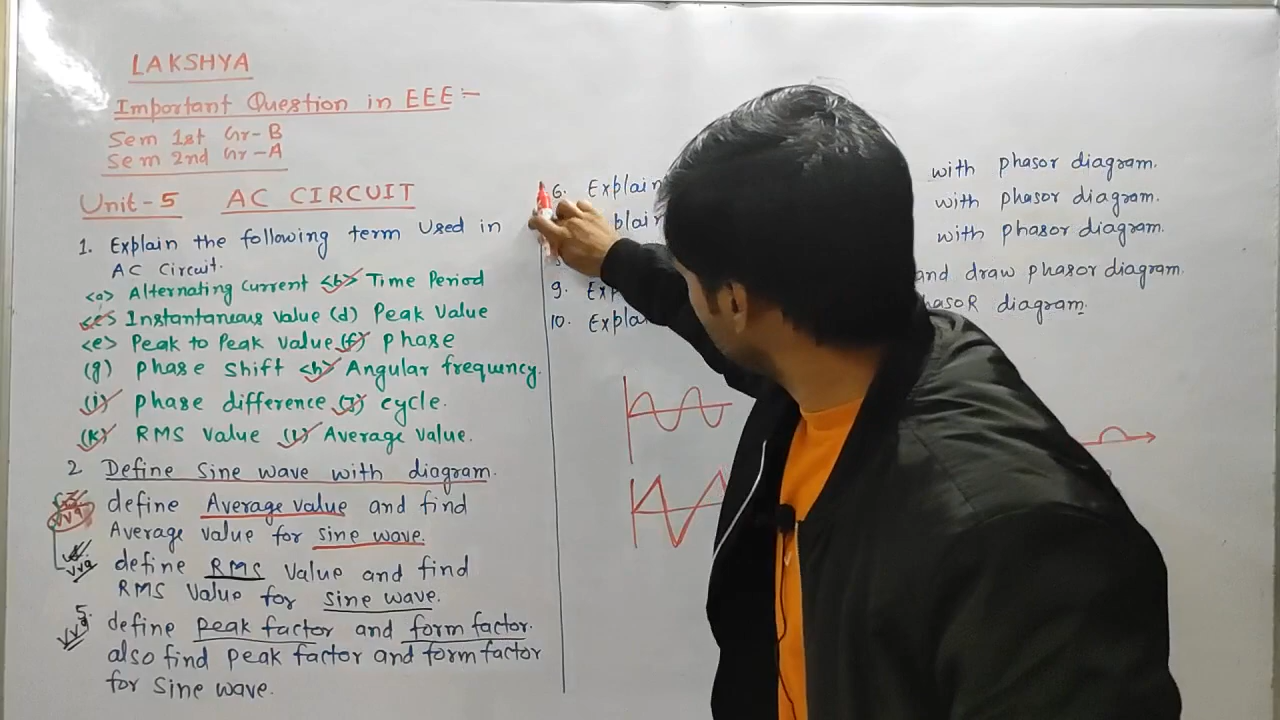 LAKSHYA
Important Question in EEE :-
Sem 1st Gr-B
Sem 2nd Gr-A
Unit-5 AC CIRCUIT
1. Explain the following term Used in
AC Circuit.
<a> Alternating Current <b> Time Period
<c> Instantaneous value (d) Peak Value
<e> Peak to Peak value (f) phase
(g) phase shift <h> Angular frequency.
(i) phase difference (J) cycle.
(K) RMS value (L) Average value.
2 Define Sine wave with diagram.
define Average value and find
Average value for sine wave.
define RMS value and find
RMS value for sine wave.
5. define peak factor and form factor.
also find peak factor and form factor
for sine wave.
6. Explain with phasor diagram.
plain with phasor diagram.
with phasor diagram.
9. Exp and draw phasor diagram.
10. Explai hasoR diagram.